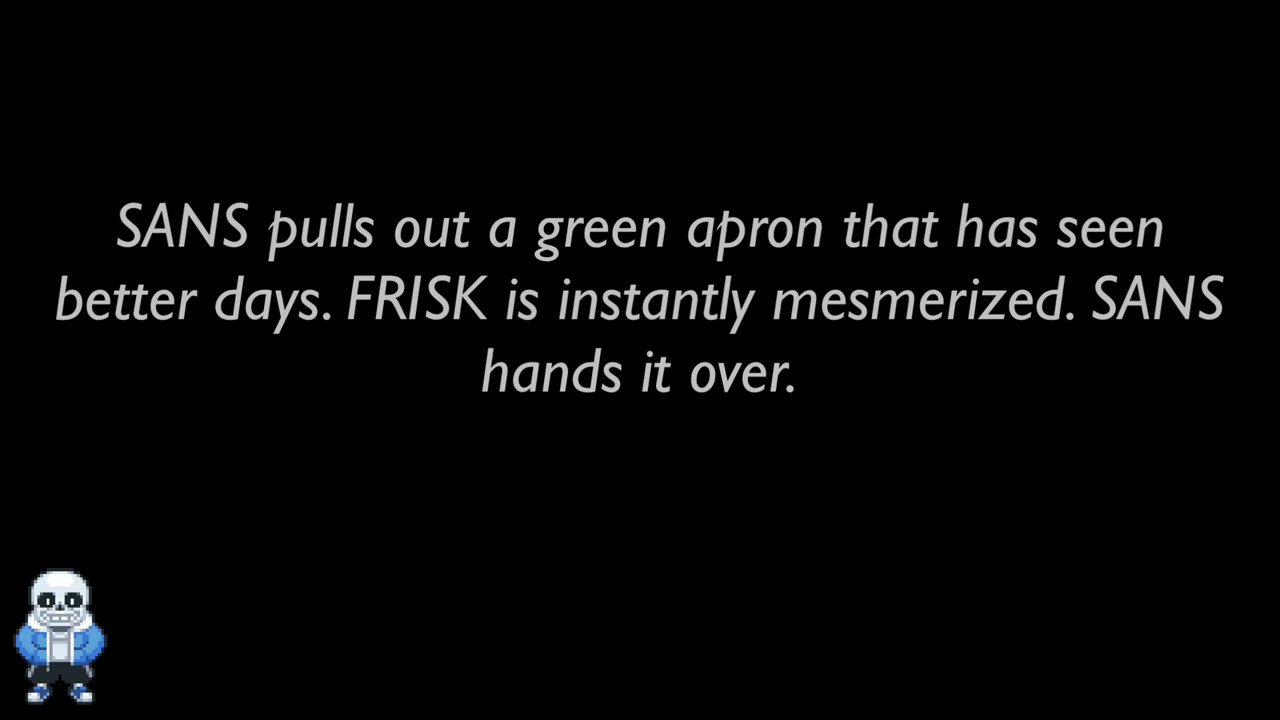 SANS pulls out a green apron that has seen
better days. FRISK is instantly mesmerized. SANS
hands it over.